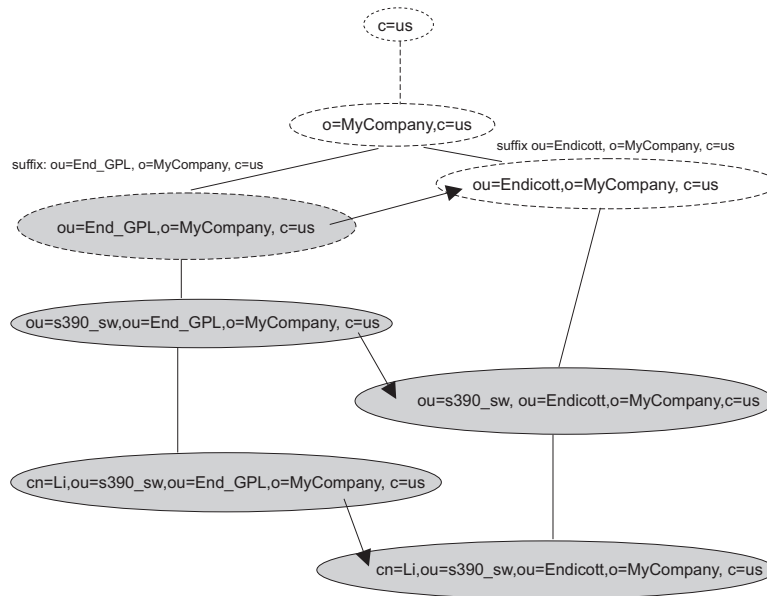 c=us
o=MyCompany,c=us
suffix: ou=End_GPL, o=MyCompany, c=us
suffix ou=Endicott, o=MyCompany, c=us
ou=Endicott,o=MyCompany, c=us
ou=End_GPL,o=MyCompany, c=us
ou=s390_sw,ou=End_GPL,o=MyCompany, c=us
ou=s390_sw, ou=Endicott,o=MyCompany,c=us
cn=Li,ou=s390_sw,ou=End_GPL,o=MyCompany, c=us
cn=Li,ou=s390_sw,ou=Endicott,o=MyCompany, c=us